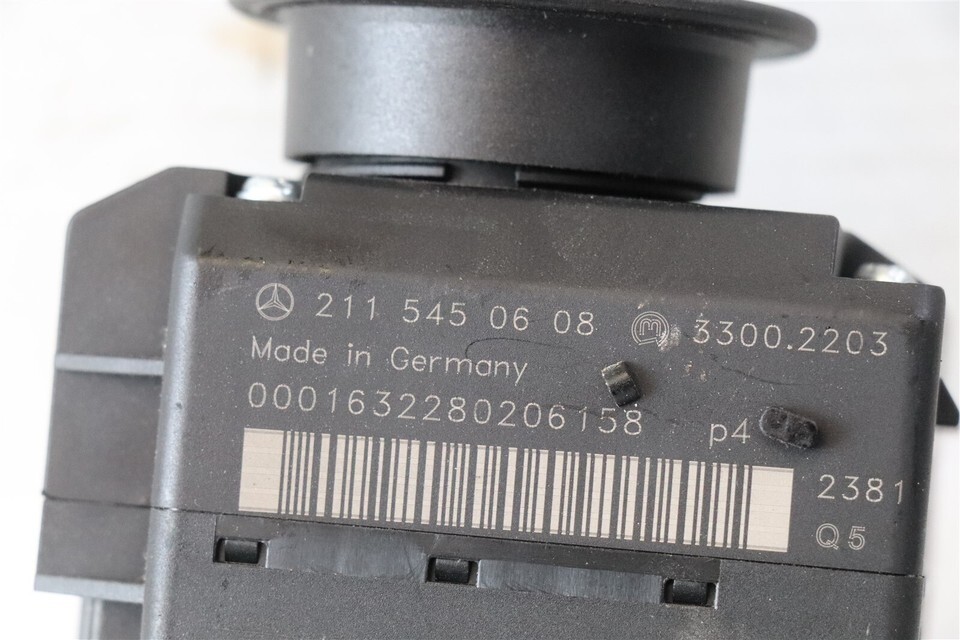 211 545 06 08 M 3300.2203
Made in Germany
0001632280206158 p4
2381
Q5